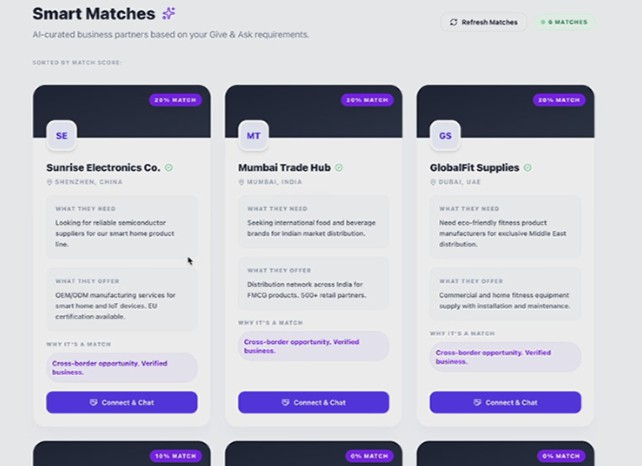 Smart Matches
AI-curated business partners based on your Give & Ask requirements.
Refresh Matches
6 MATCHES
SORTED BY MATCH SCORE:
20% MATCH
SE
Sunrise Electronics Co.
SHENZHEN, CHINA
WHAT THEY NEED
Looking for reliable semiconductor
suppliers for our smart home product
line.
WHAT THEY OFFER
OEM/ODM manufacturing services for
smart home and IoT devices. EU
certification available.
WHY IT'S A MATCH
Cross-border opportunity. Verified
business.
Connect & Chat
20% MATCH
MT
Mumbai Trade Hub
MUMBAI, INDIA
WHAT THEY NEED
Seeking international food and beverage
brands for Indian market distribution.
WHAT THEY OFFER
Distribution network across India for
FMCG products. 500+ retail partners.
WHY IT'S A MATCH
Cross-border opportunity. Verified
business.
Connect & Chat
20% MATCH
GS
GlobalFit Supplies
DUBAI, UAE
WHAT THEY NEED
Need eco-friendly fitness product
manufacturers for exclusive Middle East
distribution.
WHAT THEY OFFER
Commercial and home fitness equipment
supply with installation and maintenance.
WHY IT'S A MATCH
Cross-border opportunity. Verified
business.
Connect & Chat
10% MATCH
0% MATCH
0% MATCH